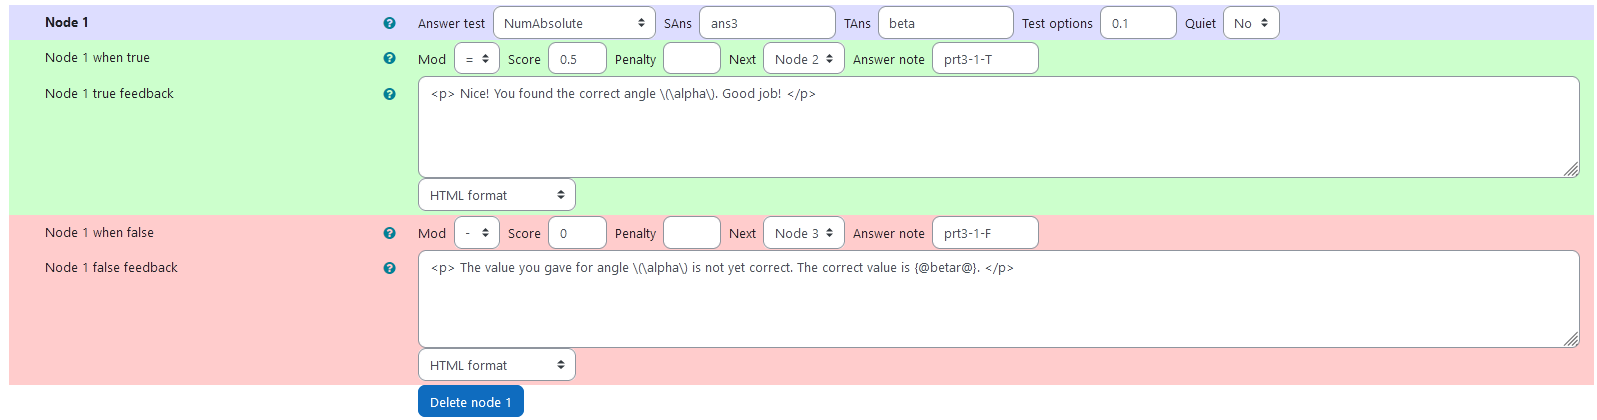 Node 1 Answer test NumAbsolute SAns ans3 TAns beta Test options 0.1 Quiet No
Node 1 when true Mod = Score 0.5 Penalty Next Node 2 Answer note prt3-1-T
Node 1 true feedback <p> Nice! You found the correct angle \(\alpha\). Good job! </p>
HTML format
Node 1 when false Mod - Score 0 Penalty Next Node 3 Answer note prt3-1-F
Node 1 false feedback <p> The value you gave for angle \(\alpha\) is not yet correct. The correct value is {@betar@}. </p>
HTML format
Delete node 1